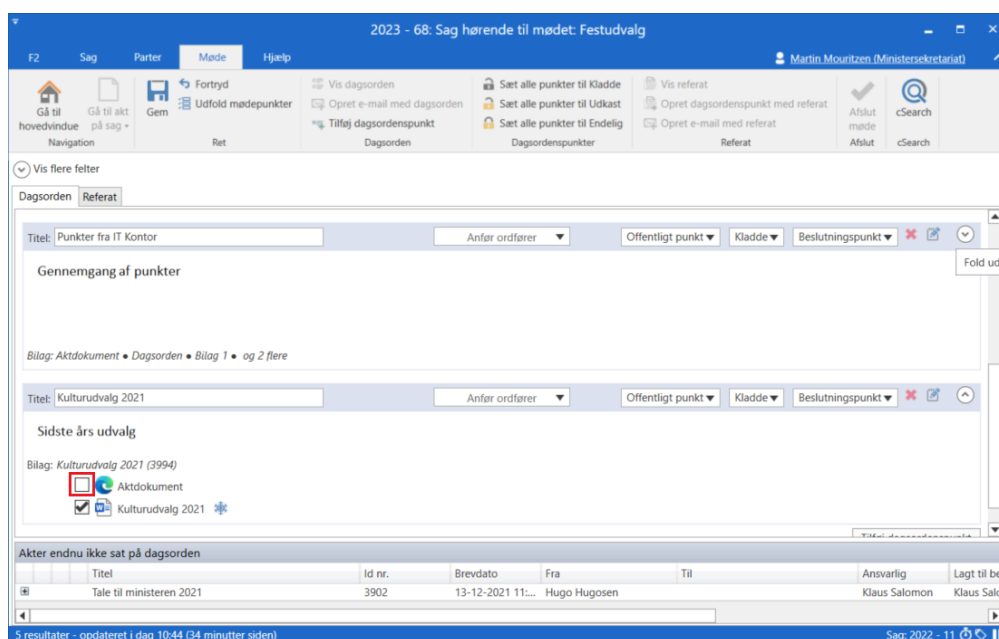 2023 - 68: Sag hørende til mødet: Festudvalg
F2 Sag Parter Møde Hjælp Martin Mouritzen (Ministersekretariat)
Gå til hovedvindue
Gå til akt på sag
Navigation
Gem
Fortryd
Udfold mødepunkter
Ret
Vis dagsorden
Opret e-mail med dagsorden
Tilføj dagsordenspunkt
Dagsorden
Sæt alle punkter til Kladde
Sæt alle punkter til Udkast
Sæt alle punkter til Endelig
Dagsordenspunkter
Vis referat
Opret dagsordenspunkt med referat
Opret e-mail med referat
Referat
Afslut møde
Afslut
cSearch
cSearch
Vis flere felter
Dagsorden Referat
Titel: Punkter fra IT Kontor Anfør ordfører Offentligt punkt Kladde Beslutningspunkt
Fold ud
Gennemgang af punkter
Bilag: Aktdokument • Dagsorden • Bilag 1 • og 2 flere
Titel: Kulturudvalg 2021 Anfør ordfører Offentligt punkt Kladde Beslutningspunkt
Sidste års udvalg
Bilag: Kulturudvalg 2021 (3994)
Aktdokument
Kulturudvalg 2021
Tilføj dagsordenspunkt
Akter endnu ikke sat på dagsorden
Titel Id nr. Brevdato Fra Til Ansvarlig Lagt til be
Tale til ministeren 2021 3902 13-12-2021 11:... Hugo Hugosen Klaus Salomon Klaus Salo
5 resultater - opdateret i dag 10:44 (34 minutter siden) Sag: 2022 - 11